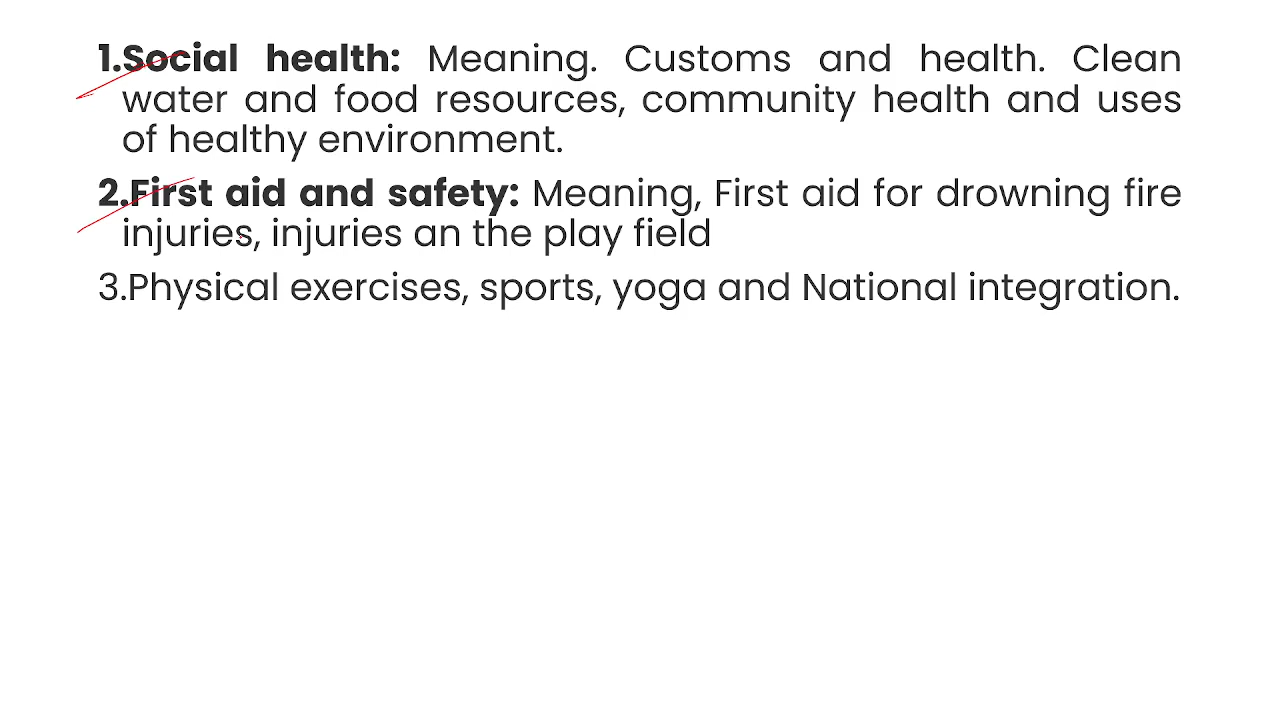 1.Social health: Meaning. Customs and health. Clean
water and food resources, community health and uses
of healthy environment.
2.First aid and safety: Meaning, First aid for drowning fire
injuries, injuries an the play field
3.Physical exercises, sports, yoga and National integration.